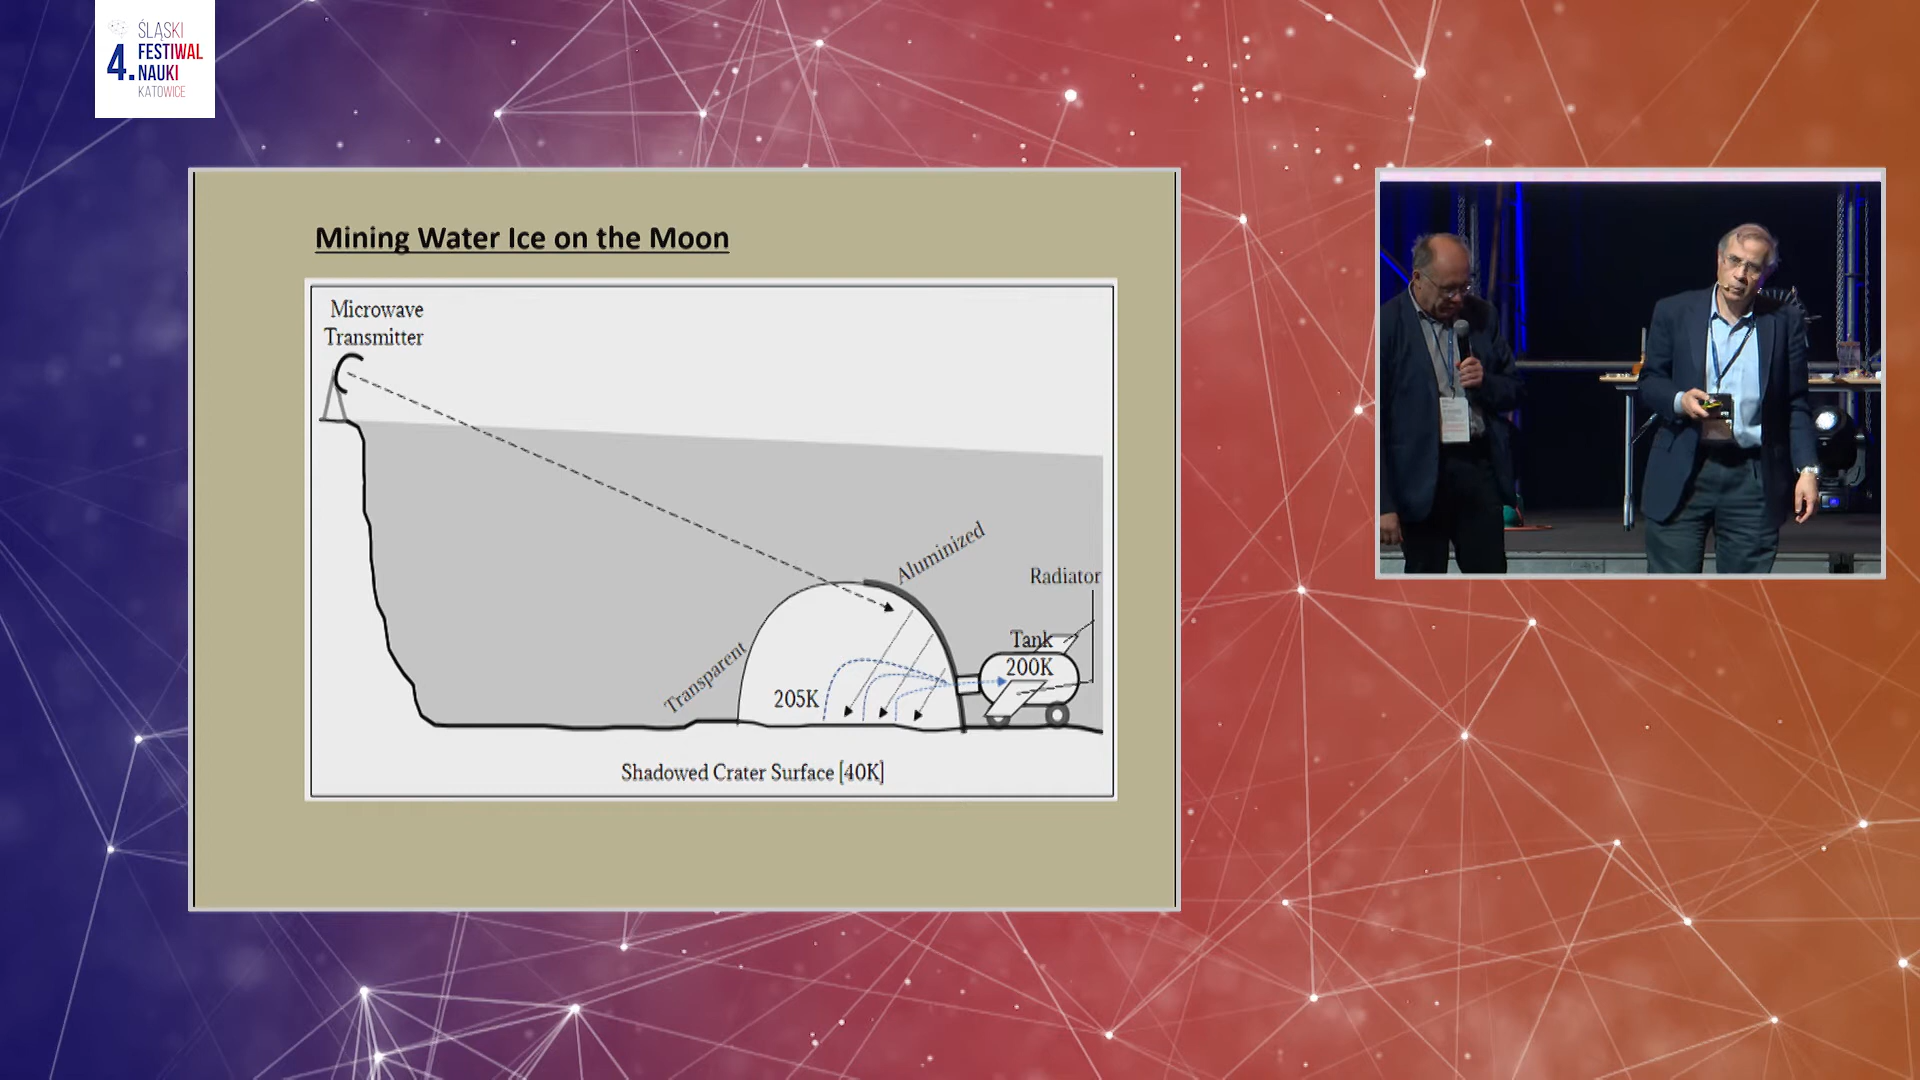 ŚLĄSKI
4. FESTIWAL
NAUKI
KATOWICE
Mining Water Ice on the Moon
Microwave
Transmitter
Aluminized
Radiator
Tank
200K
Transparent
205K
Shadowed Crater Surface [40K]